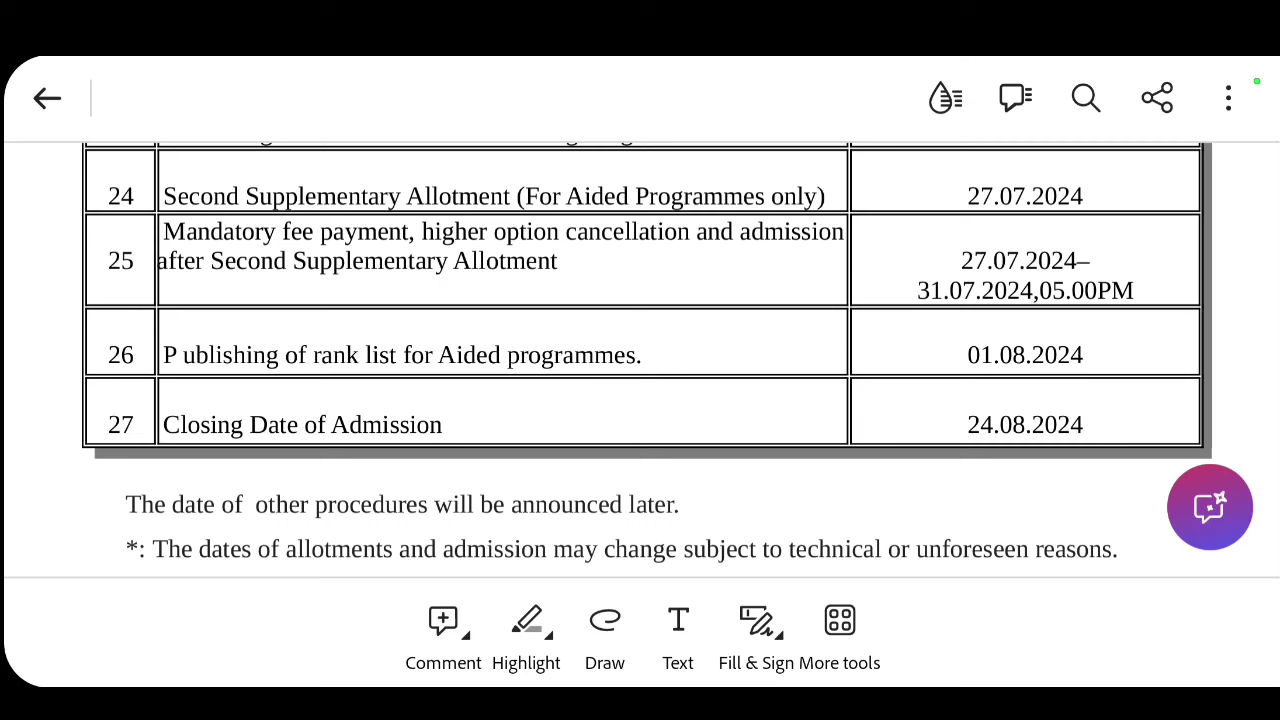 24 Second Supplementary Allotment (For Aided Programmes only) 27.07.2024
Mandatory fee payment, higher option cancellation and admission
25 after Second Supplementary Allotment 27.07.2024–
31.07.2024,05.00PM
26 P ublishing of rank list for Aided programmes. 01.08.2024
27 Closing Date of Admission 24.08.2024
The date of  other procedures will be announced later.
*: The dates of allotments and admission may change subject to technical or unforeseen reasons.
Comment Highlight Draw Text Fill & Sign More tools